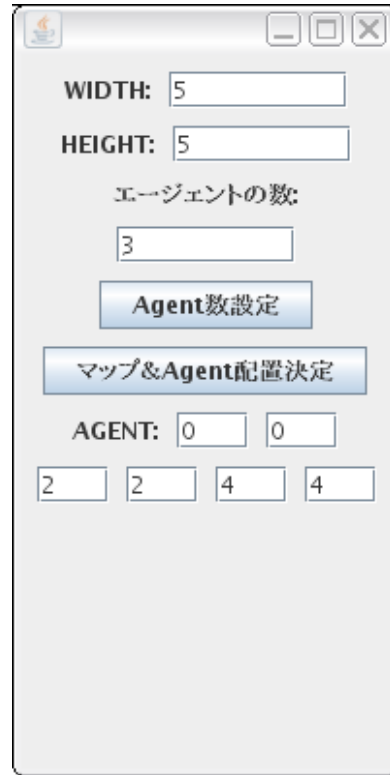 WIDTH: 5
HEIGHT: 5
エージェントの数:
3
Agent数設定
マップ&Agent配置決定
AGENT: 0 0
2 2 4 4